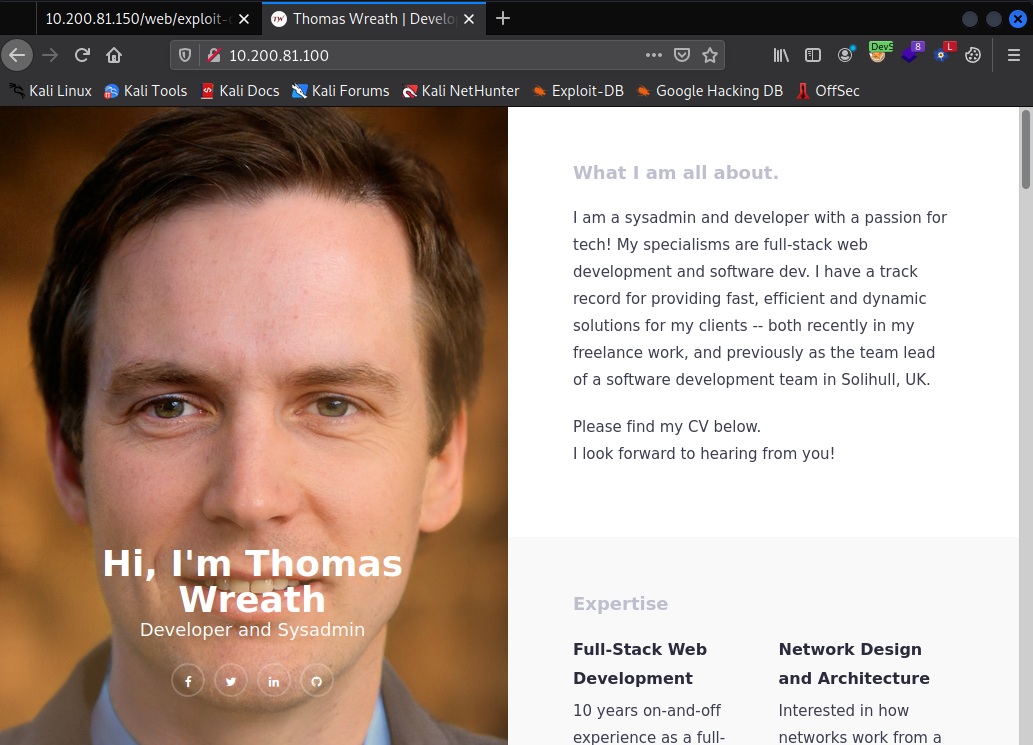 10.200.81.150/web/exploit-
Thomas Wreath | Develo
10.200.81.100
DevS
8
L
Kali Linux
Kali Tools
Kali Docs
Kali Forums
Kali NetHunter
Exploit-DB
Google Hacking DB
OffSec
Hi, I'm Thomas
Wreath
Developer and Sysadmin
What I am all about.
I am a sysadmin and developer with a passion for
tech! My specialisms are full-stack web
development and software dev. I have a track
record for providing fast, efficient and dynamic
solutions for my clients -- both recently in my
freelance work, and previously as the team lead
of a software development team in Solihull, UK.
Please find my CV below.
I look forward to hearing from you!
Expertise
Full-Stack Web
Development
10 years on-and-off
experience as a full-
Network Design
and Architecture
Interested in how
networks work from a